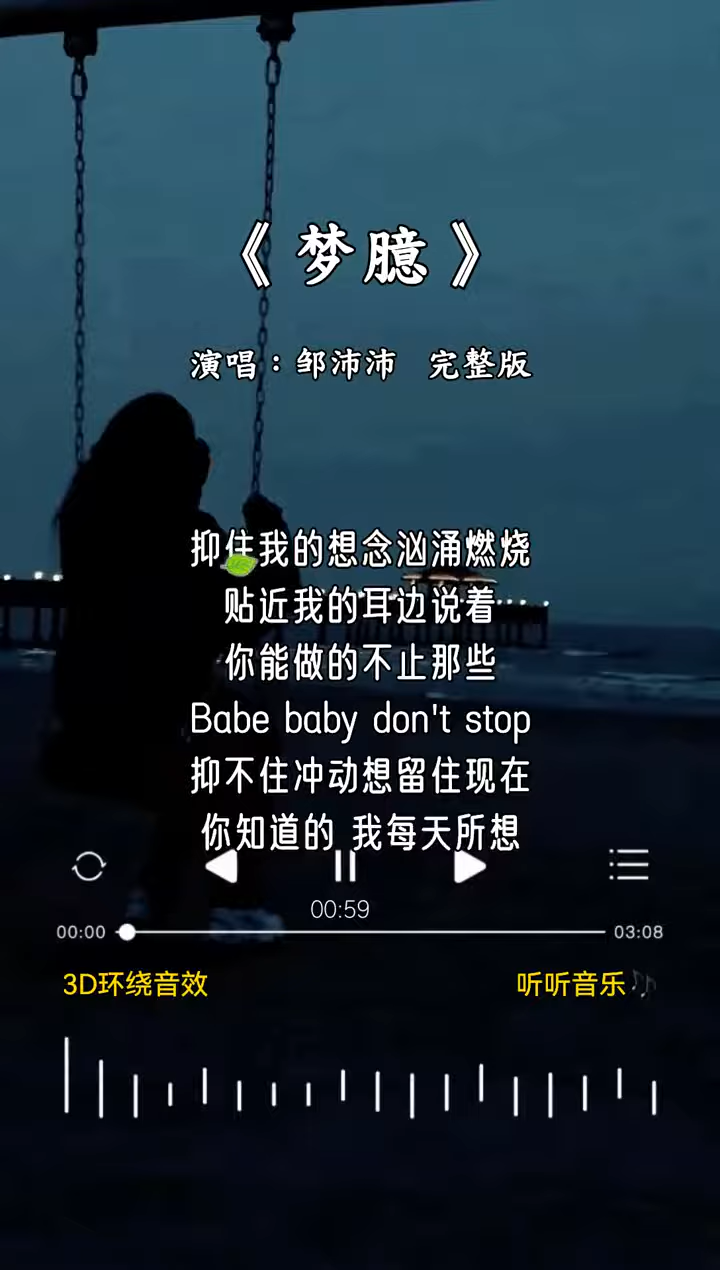 《梦臆》
演唱：邹沛沛 完整版
抑住我的想念汹涌燃烧
贴近我的耳边说着
你能做的不止那些
Babe baby don't stop
抑不住冲动想留住现在
你知道的 我每天所想
00:59
00:00 03:08
3D环绕音效 听听音乐